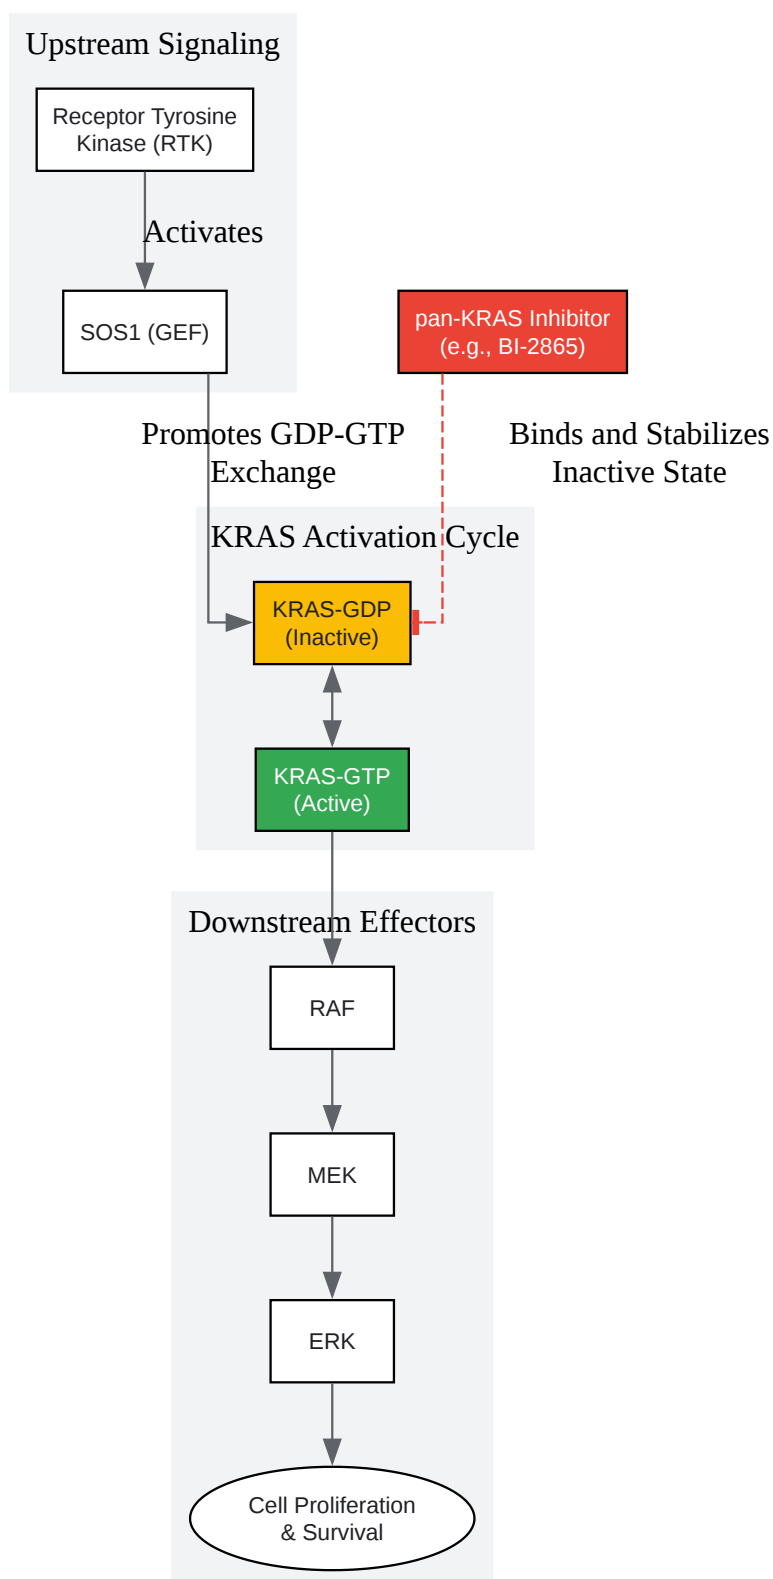 Upstream Signaling
Receptor Tyrosine
Kinase (RTK)
Activates
SOS1 (GEF)
pan-KRAS Inhibitor
(e.g., BI-2865)
Promotes GDP-GTP
Exchange
Binds and Stabilizes
Inactive State
KRAS Activation Cycle
KRAS-GDP
(Inactive)
KRAS-GTP
(Active)
Downstream Effectors
RAF
MEK
ERK
Cell Proliferation
& Survival